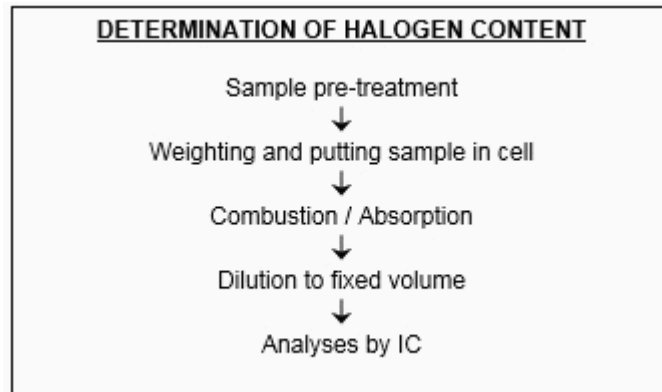 DETERMINATION OF HALOGEN CONTENT
Sample pre-treatment
↓
Weighting and putting sample in cell
↓
Combustion / Absorption
↓
Dilution to fixed volume
↓
Analyses by IC